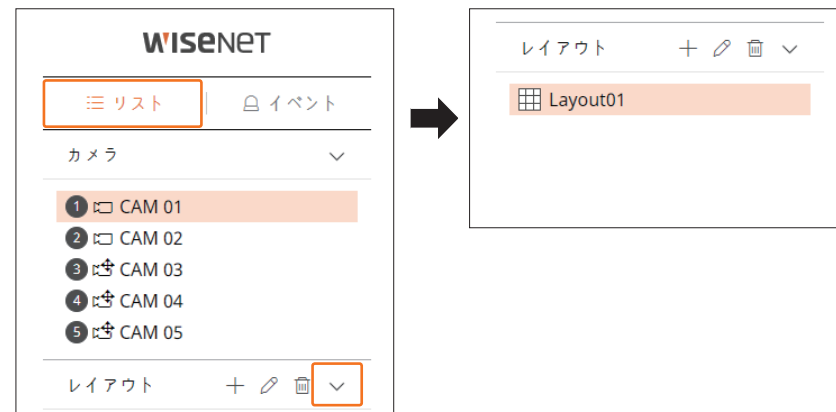 WISENET
リスト
イベント
カメラ
1 CAM 01
2 CAM 02
3 CAM 03
4 CAM 04
5 CAM 05
レイアウト
レイアウト
Layout01